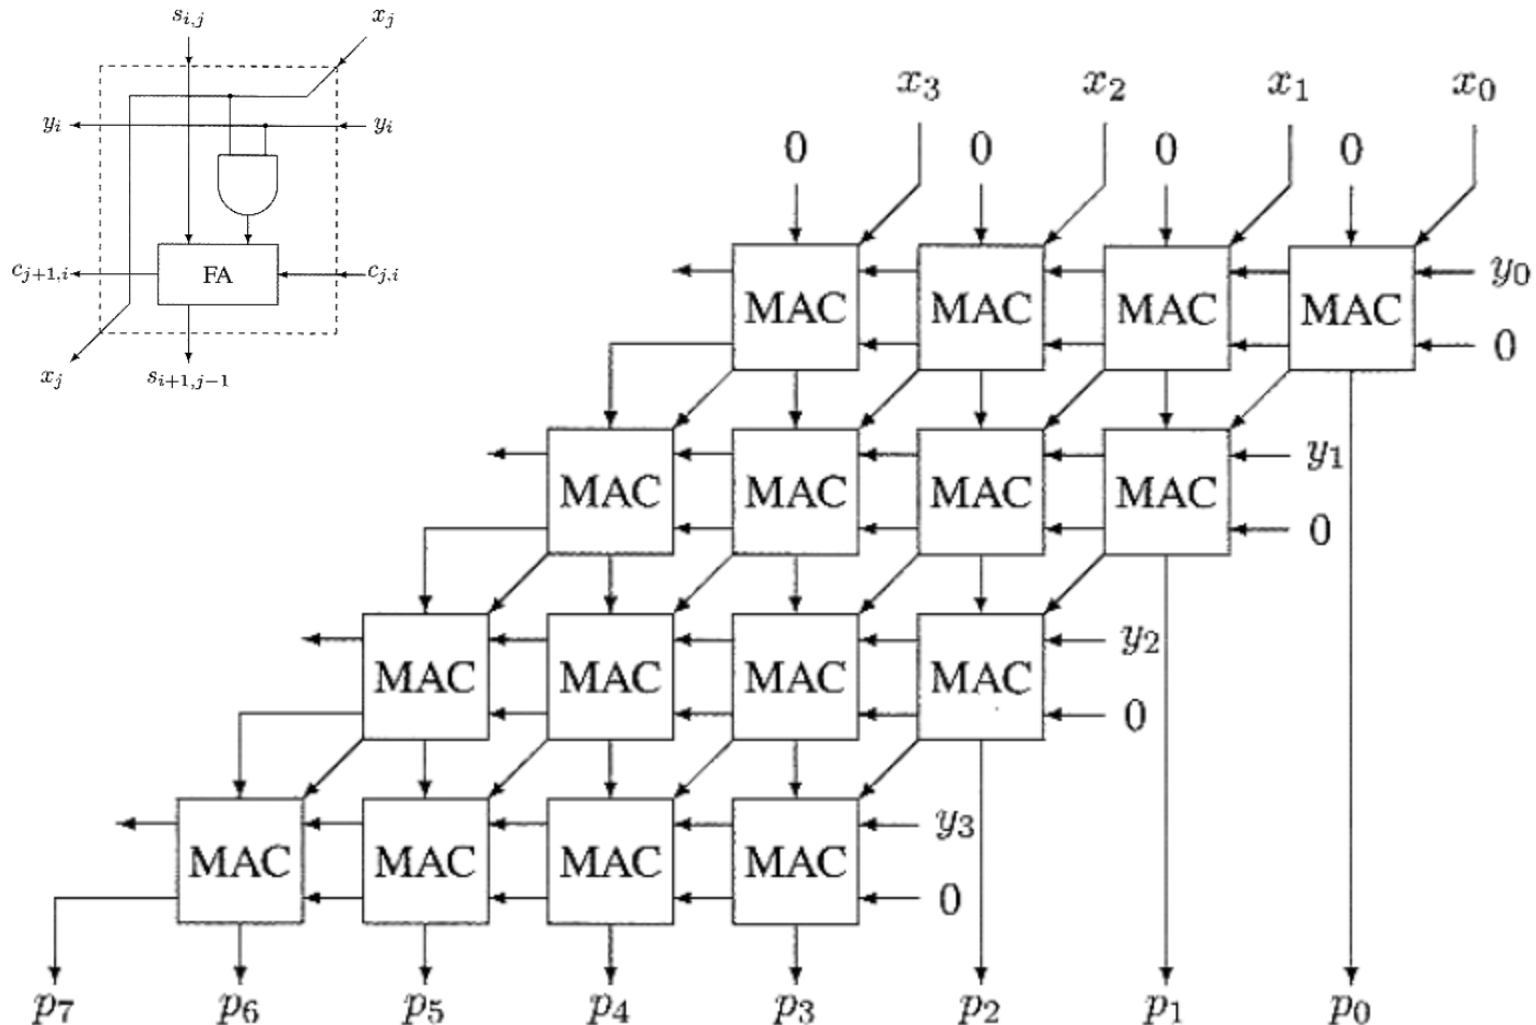 s_{i,j} x_j
y_i y_i
c_{j+1,i} FA c_{j,i}
x_j s_{i+1,j-1}
x_3 x_2 x_1 x_0
0 0 0 0
MAC MAC MAC MAC y_0
0
MAC MAC MAC MAC y_1
0
MAC MAC MAC MAC y_2
0
MAC MAC MAC MAC y_3
0
p_7 p_6 p_5 p_4 p_3 p_2 p_1 p_0